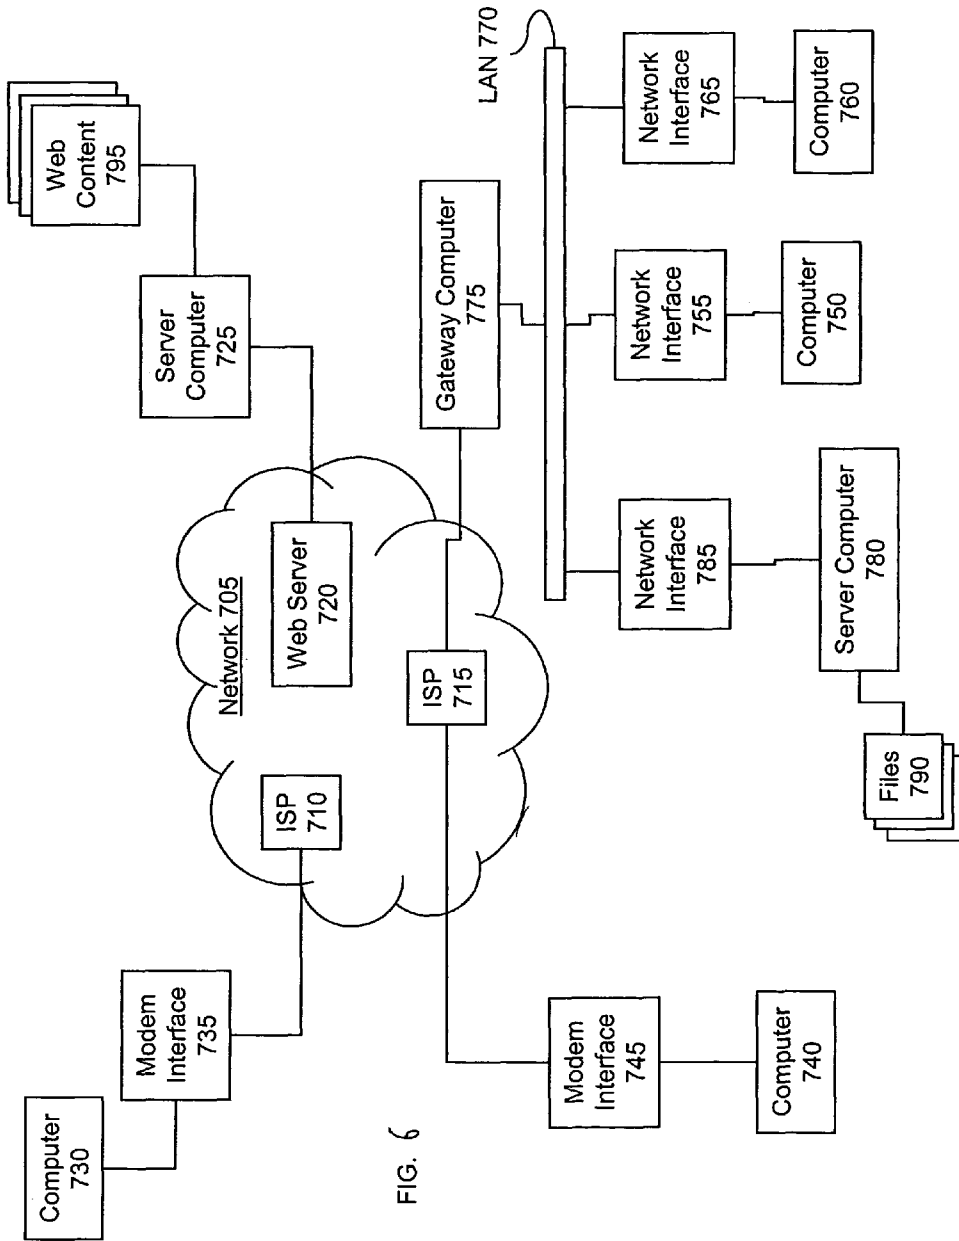 Computer
730
Modem
Interface
735
ISP
710
Network 705
Web Server
720
Server
Computer
725
Web
Content
795
FIG. 6
Modem
Interface
745
Computer
740
ISP
715
Gateway Computer
775
LAN 770
Network
Interface
785
Server Computer
780
Files
790
Network
Interface
755
Computer
750
Network
Interface
765
Computer
760